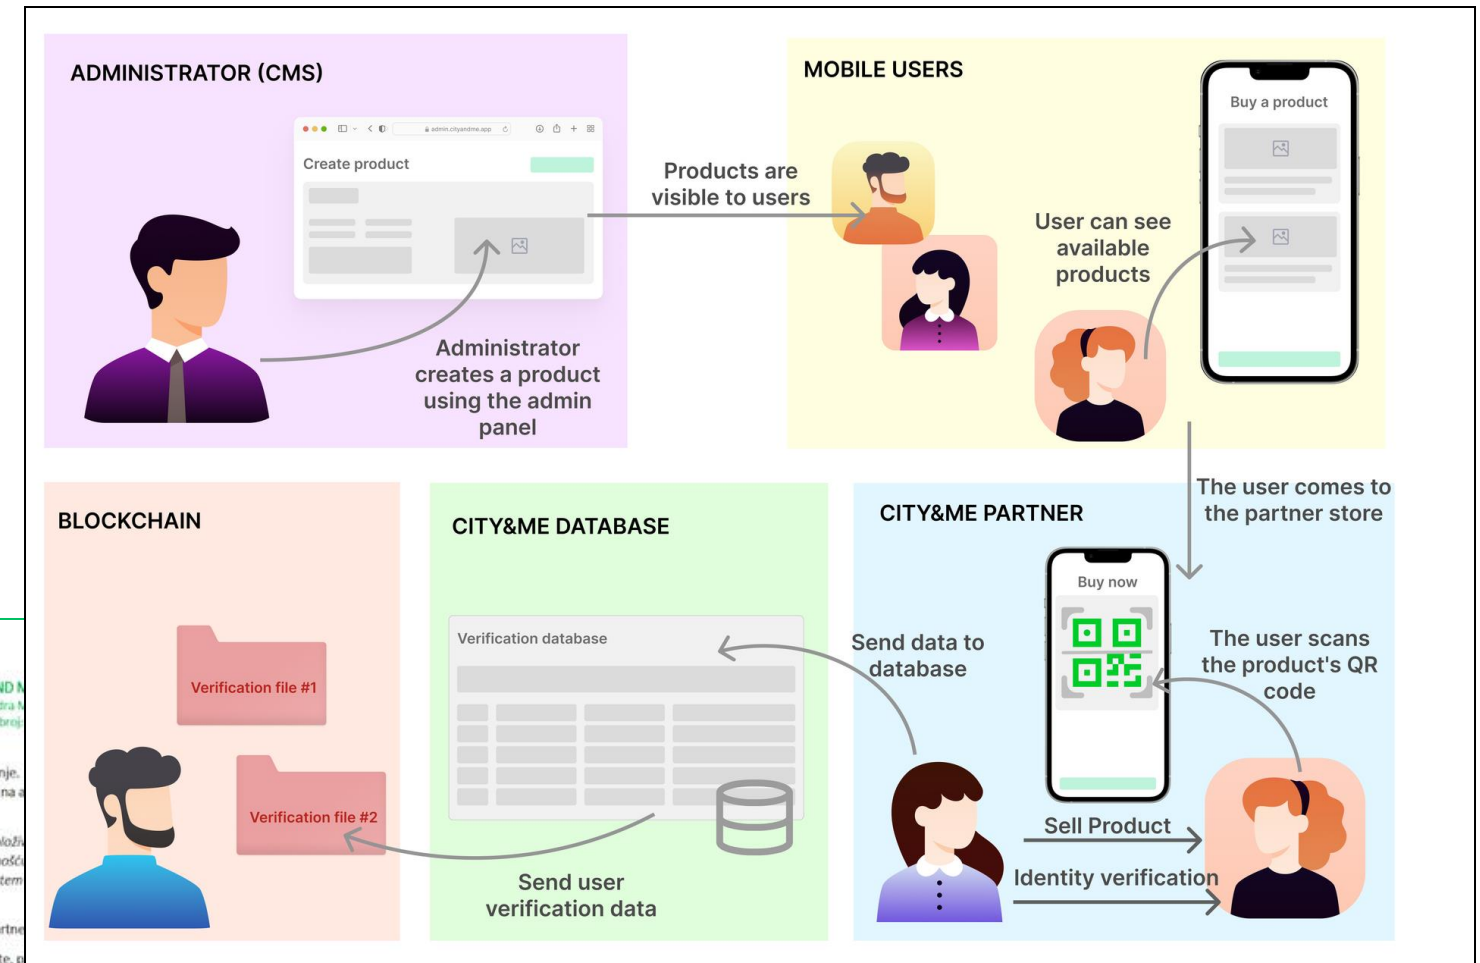 ADMINISTRATOR (CMS)
admin.cityandme.app
Create product
Administrator
creates a product
using the admin
panel
Products are
visible to users
MOBILE USERS
User can see
available
products
Buy a product
The user comes to
the partner store
BLOCKCHAIN
Verification file #1
Verification file #2
CITY&ME DATABASE
Verification database
Send user
verification data
CITY&ME PARTNER
Send data to
database
Buy now
The user scans
the product's QR
code
Sell Product
Identity verification